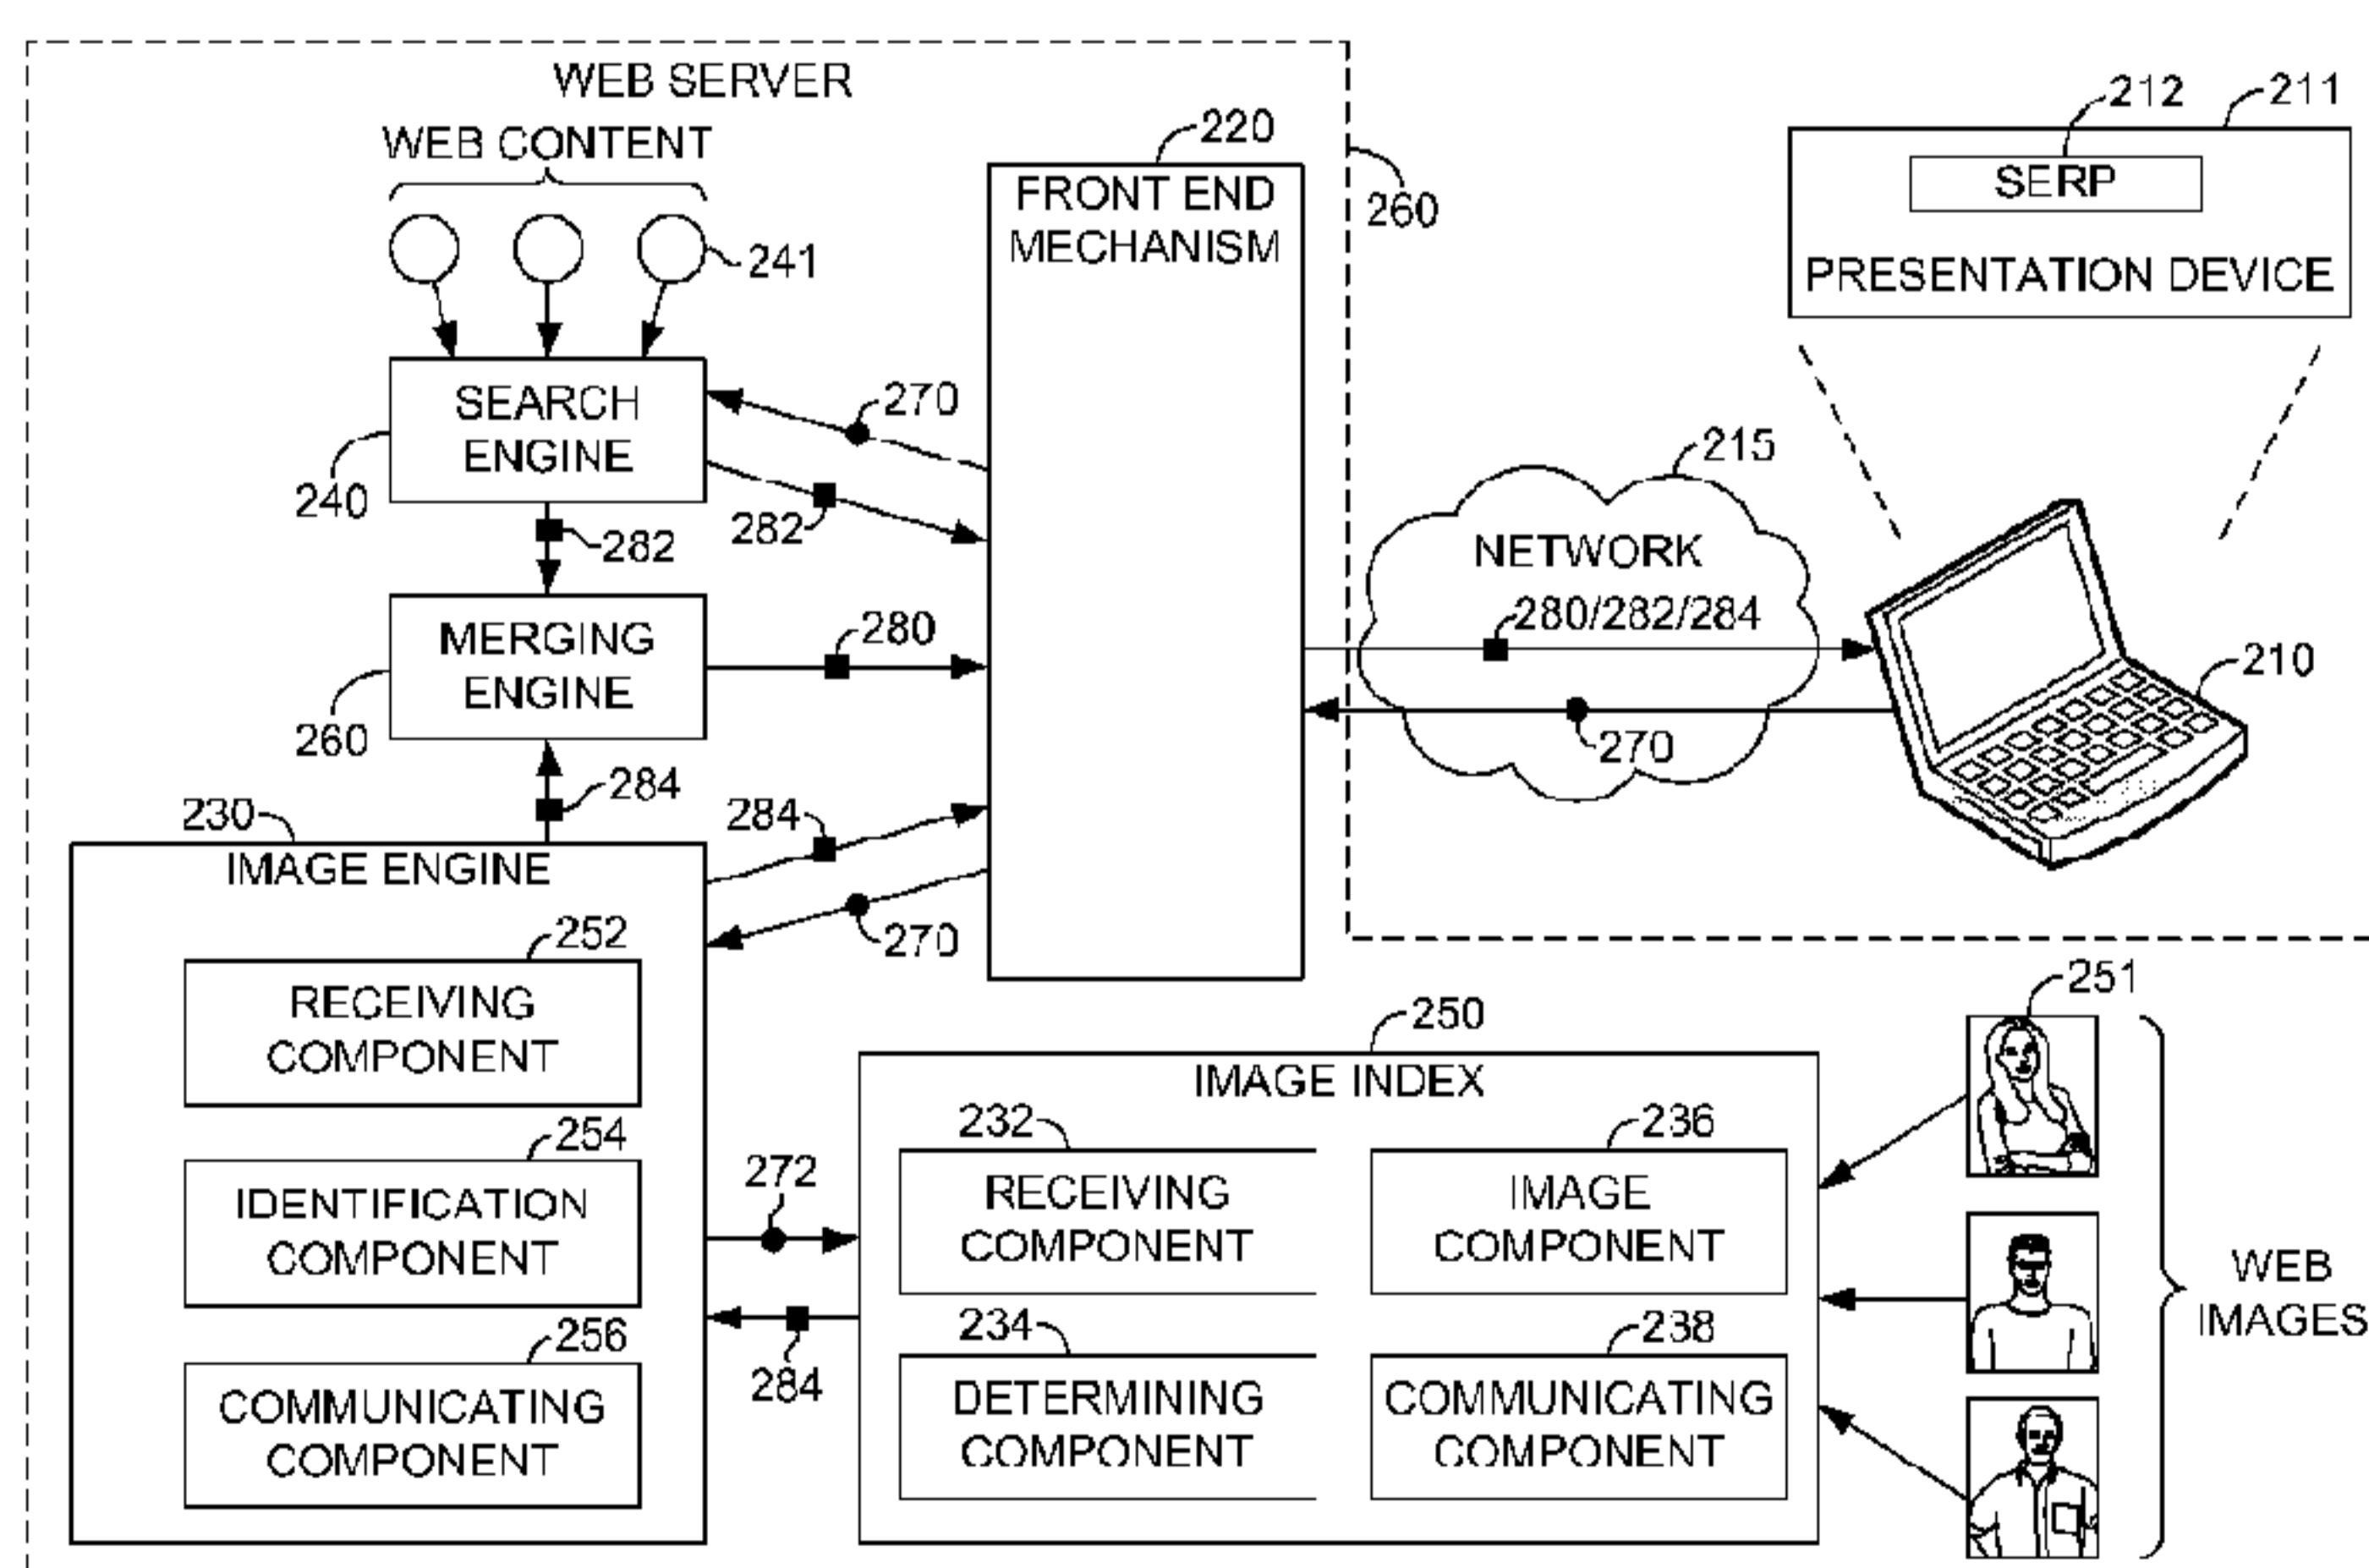 WEB SERVER
WEB CONTENT
241
220
FRONT END
MECHANISM
260
212
211
SERP
PRESENTATION DEVICE
SEARCH
ENGINE
240
270
282
282
MERGING
ENGINE
260
280
215
NETWORK
280/282/284
270
210
284
284
270
230
IMAGE ENGINE
252
RECEIVING
COMPONENT
254
IDENTIFICATION
COMPONENT
256
COMMUNICATING
COMPONENT
272
284
250
IMAGE INDEX
232
RECEIVING
COMPONENT
236
IMAGE
COMPONENT
234
DETERMINING
COMPONENT
238
COMMUNICATING
COMPONENT
251
WEB
IMAGES